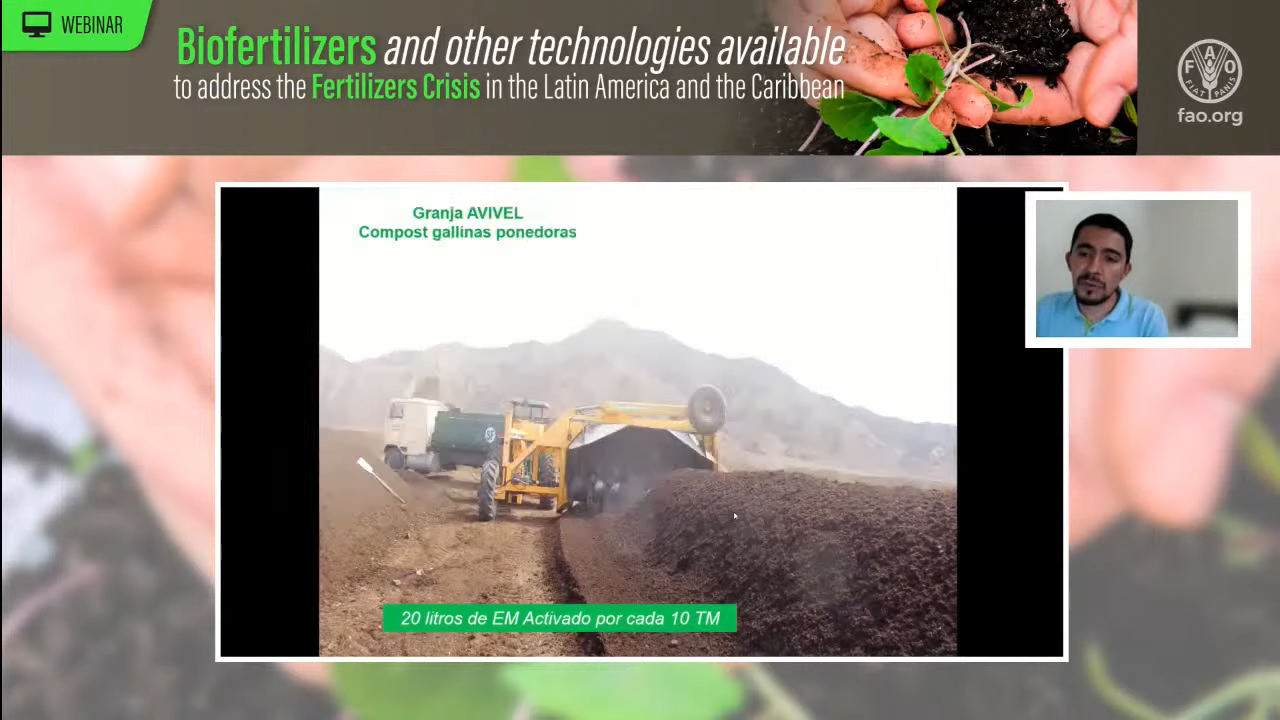 WEBINAR
Biofertilizers and other technologies available
to address the Fertilizers Crisis in the Latin America and the Caribbean
F A O
FIAT PANIS
fao.org
Granja AVIVEL
Compost gallinas ponedoras
SF
20 litros de EM Activado por cada 10 TM